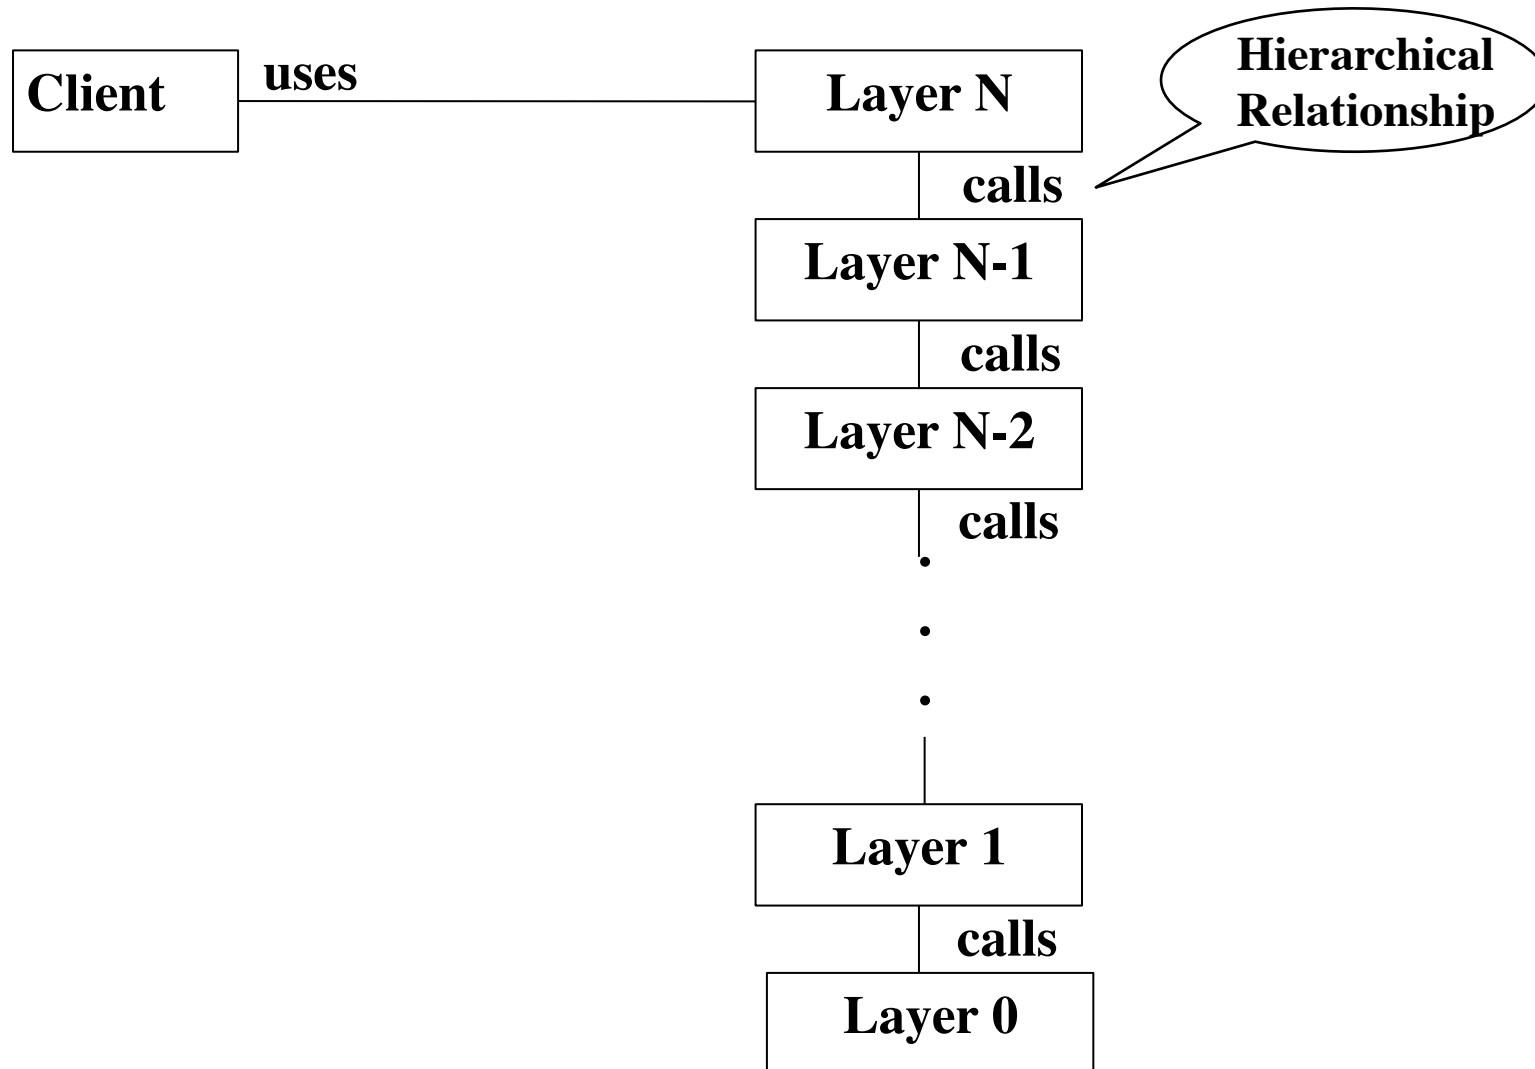 Client
uses
Layer N
Hierarchical
Relationship
calls
Layer N-1
calls
Layer N-2
calls
.
.
.
Layer 1
calls
Layer 0